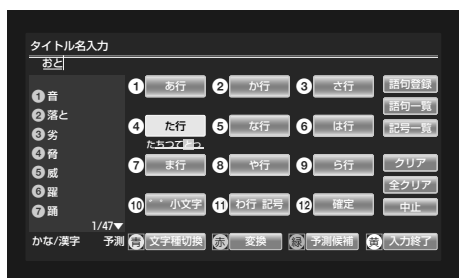 タイトル名入力
おと
① 音
② 落と
③ 劣
④ 脅
⑤ 威
⑥ 躍
⑦ 踊
1/47▼
① あ行 ② か行 ③ さ行
④ た行 ⑤ な行 ⑥ は行
たちつてとっ
⑦ ま行 ⑧ や行 ⑨ ら行
⑩ ゛゜小文字 ⑪ わ行 記号 ⑫ 確定
語句登録
語句一覧
記号一覧
クリア
全クリア
中止
かな/漢字 予測 青 文字種切換 赤 変換 緑 予測候補 黄 入力終了